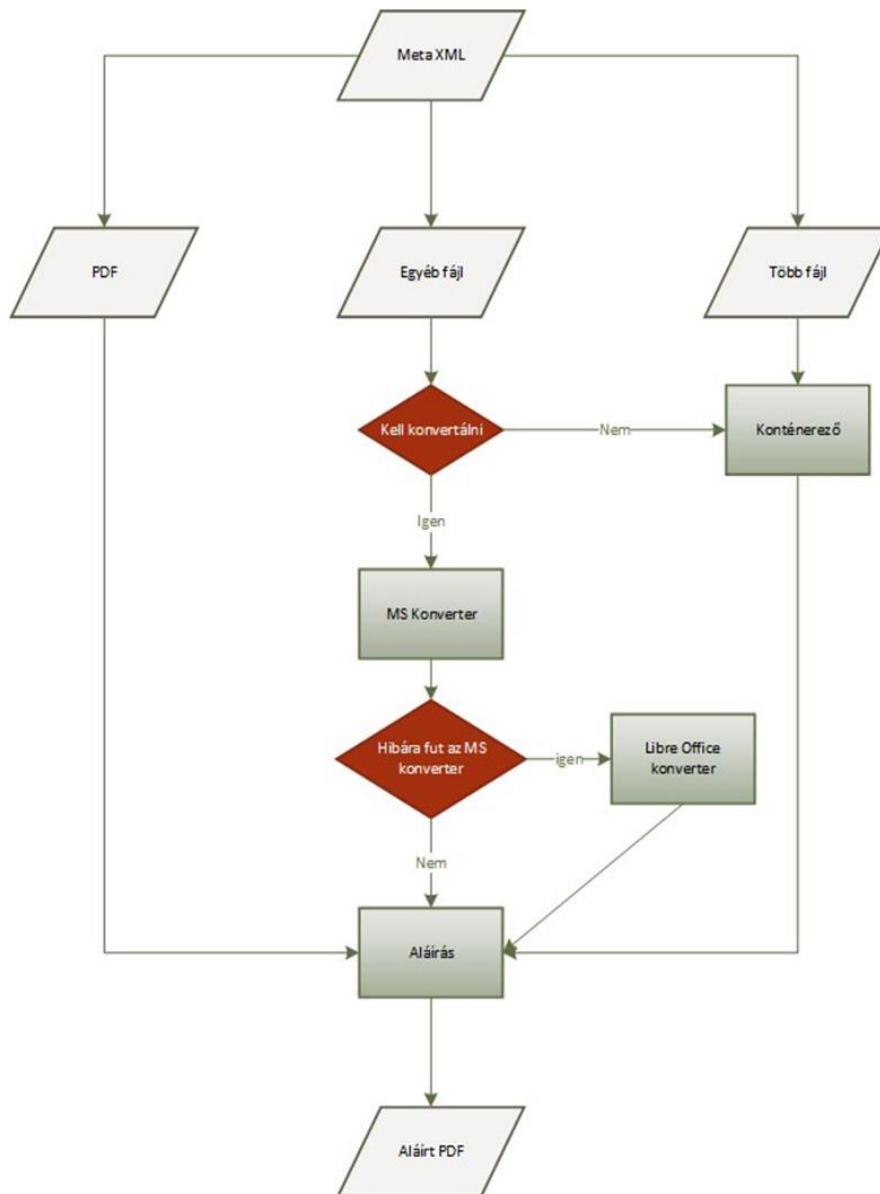 Meta XML
PDF
Egyéb fájl
Több fájl
Kell konvertálni
Nem
Konténerező
Igen
MS Konverter
Hibára fut az MS
konverter
igen
Libre Office
konverter
Nem
Aláírás
Aláírt PDF